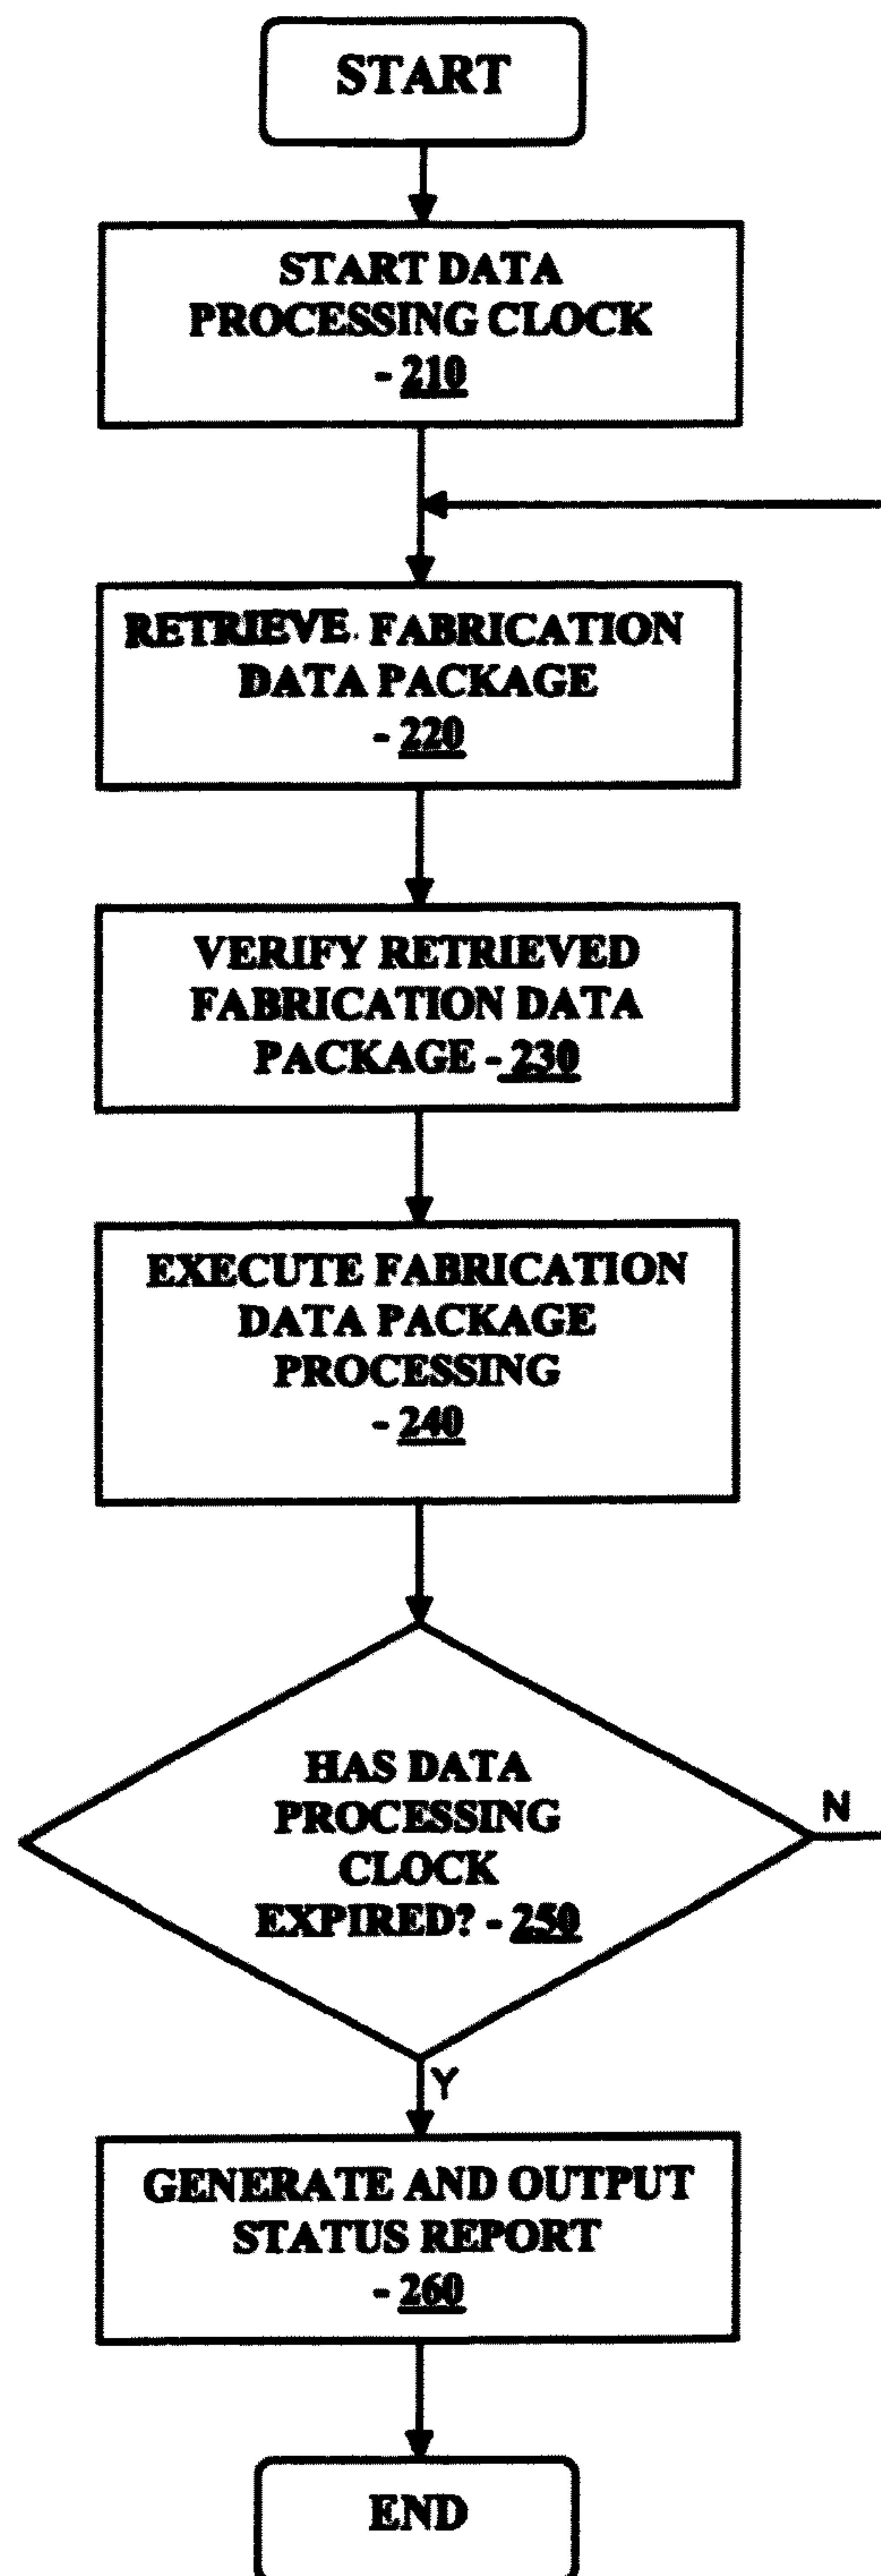 START
START DATA
PROCESSING CLOCK
- 210
RETRIEVE. FABRICATION
DATA PACKAGE
- 220
VERIFY RETRIEVED
FABRICATION DATA
PACKAGE - 230
EXECUTE FABRICATION
DATA PACKAGE
PROCESSING
- 240
HAS DATA
PROCESSING
CLOCK
EXPIRED? - 250
N
Y
GENERATE AND OUTPUT
STATUS REPORT
- 260
END